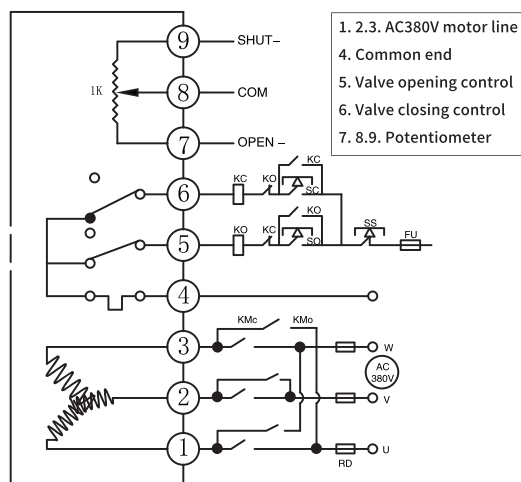 9 SHUT-
1K 8 COM
7 OPEN -
1. 2.3. AC380V motor line
4. Common end
5. Valve opening control
6. Valve closing control
7. 8.9. Potentiometer
KC
6 KC KO SC
KO SS
5 KO KC SO FU
4
KMc KMo
3 W
AC
380V
2 V
1 U
RD